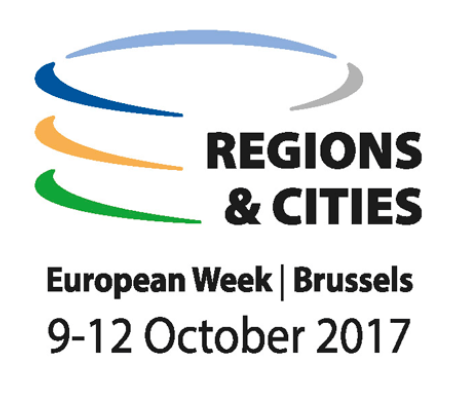 REGIONS
& CITIES
European Week | Brussels
9-12 October 2017